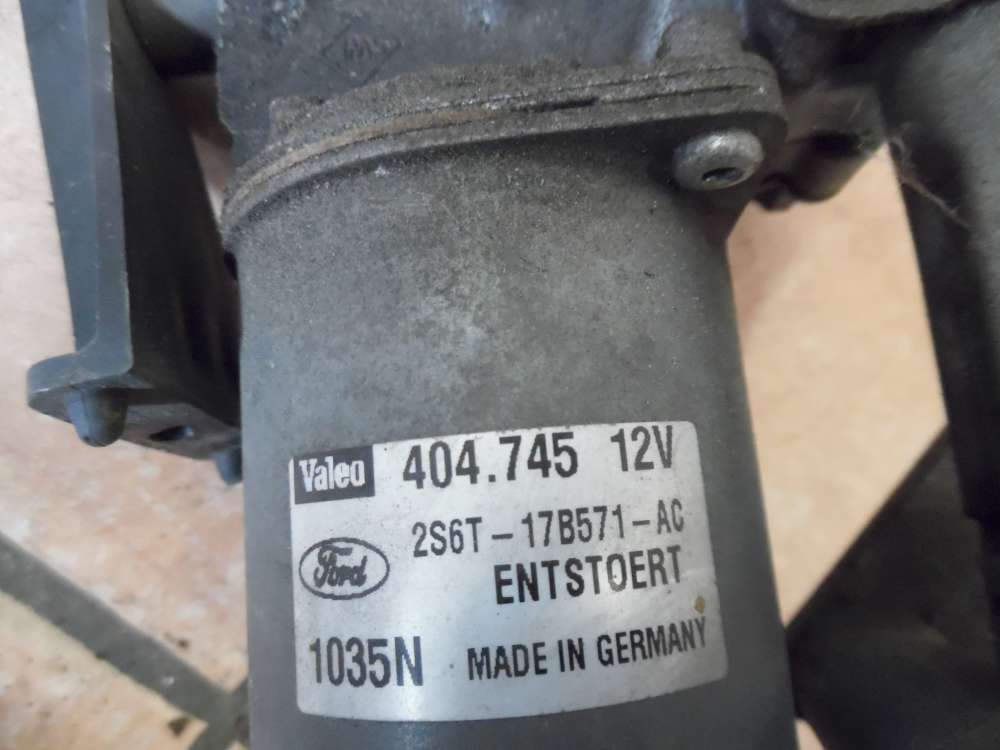 Valeo 404.745 12V
2S6T-17B571-AC
Ford ENTSTOERT
1035N MADE IN GERMANY